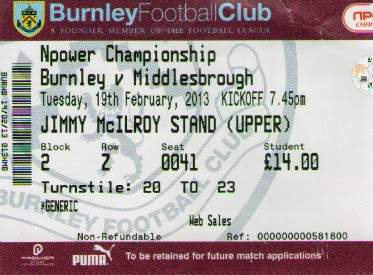 BurnleyFootballClub
A FOUNDER MEMBER OF THE FOOTBALL LEAGUE
Npower Championship
Burnley v Middlesbrough
Tuesday, 19th February, 2013 KICKOFF 7.45pm
JIMMY McILROY STAND (UPPER)
Block Row Seat Student
2 Z 0041 £14.00
Turnstile: 20 TO 23
*GENERIC
Web Sales
Non-Refundable Ref: 000000000581800
PUMA To be retained for future match applications